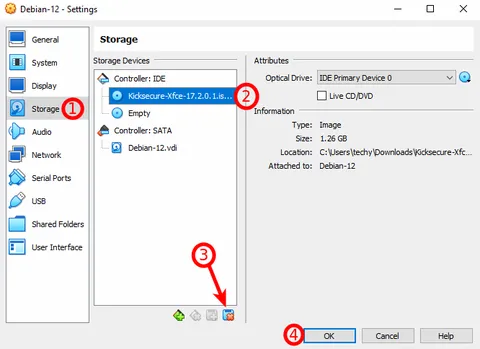 Debian-12 - Settings
General
System
Display
Storage
Audio
Network
Serial Ports
USB
Shared Folders
User Interface
1
Storage
Storage Devices
Controller: IDE
Kicksecure-Xfce-17.2.0.1.is...
2
Empty
Controller: SATA
Debian-12.vdi
3
Attributes
Optical Drive: IDE Primary Device 0
Live CD/DVD
Information
Type: Image
Size: 1.26 GB
Location: C:\Users\techy\Downloads\Kicksecure-Xfc...
Attached to: Debian-12
4
OK
Cancel
Help